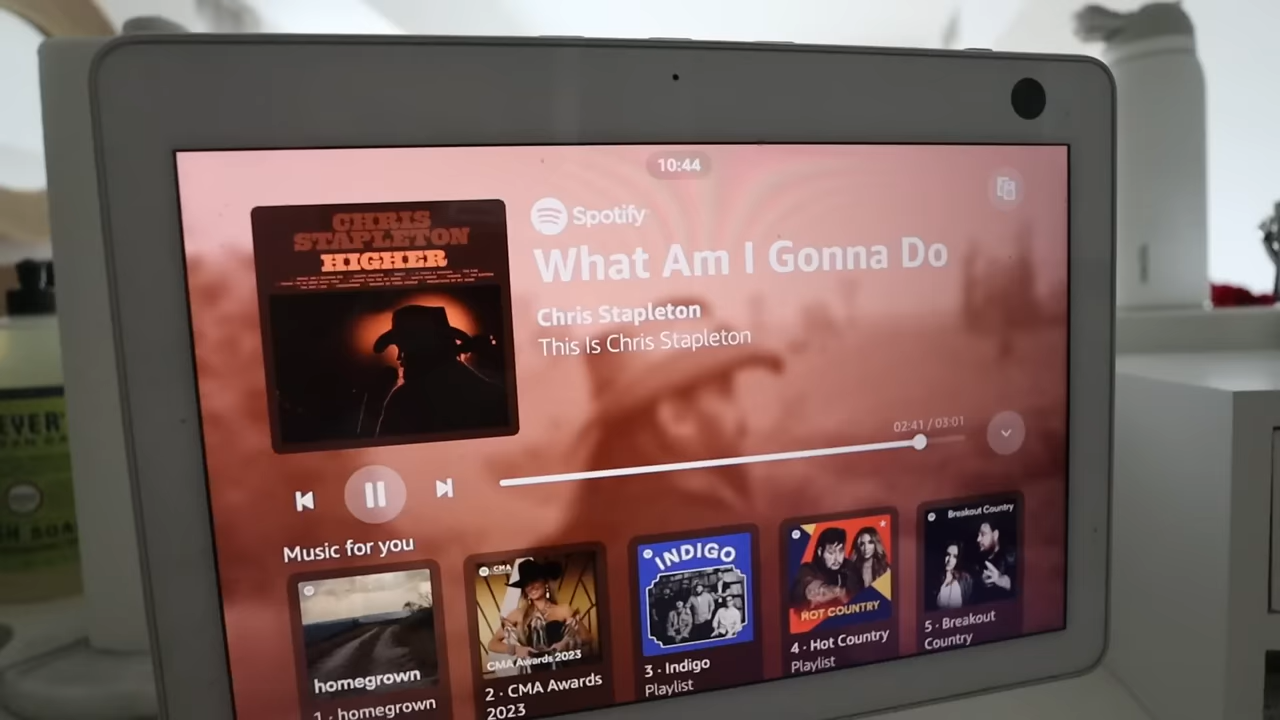 10:44
CHRIS
STAPLETON
HIGHER
Spotify
What Am I Gonna Do
Chris Stapleton
This Is Chris Stapleton
02:41 / 03:01
Music for you
homegrown
1 · homegrown
CMA
CMA Awards 2023
2 · CMA Awards
2023
INDIGO
3 · Indigo
Playlist
HOT COUNTRY
4 · Hot Country
Playlist
Breakout Country
5 · Breakout
Country